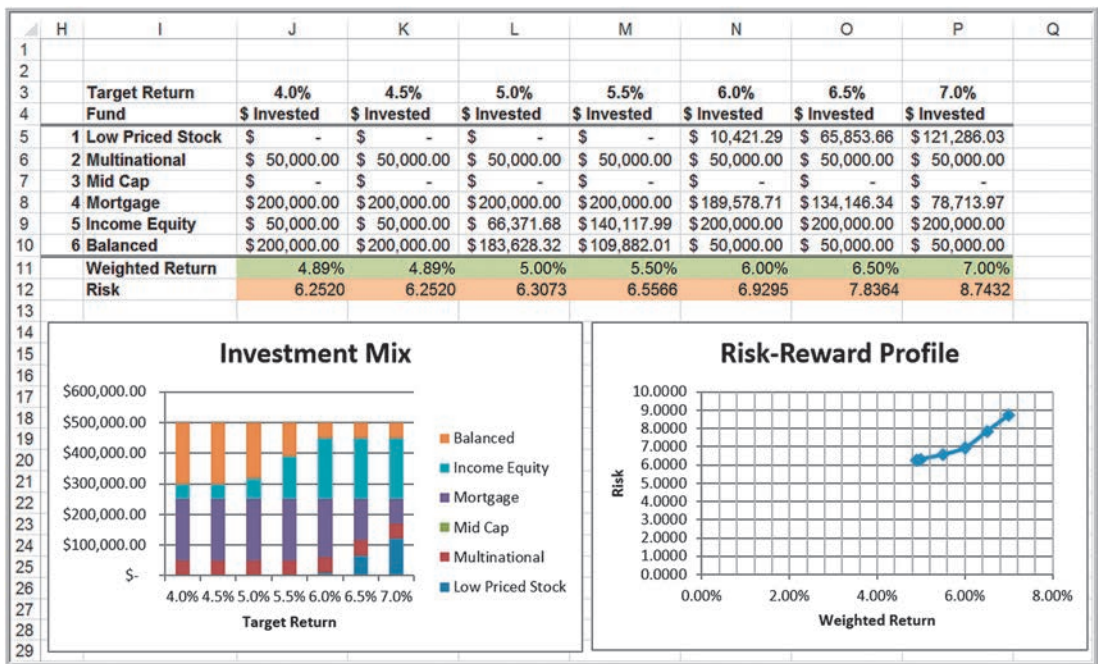 H I J K L M N O P Q
1
2
3 Target Return 4.0% 4.5% 5.0% 5.5% 6.0% 6.5% 7.0%
4 Fund $ Invested $ Invested $ Invested $ Invested $ Invested $ Invested $ Invested
5 1 Low Priced Stock $ - $ - $ - $ - $ 10,421.29 $ 65,853.66 $121,286.03
6 2 Multinational $ 50,000.00 $ 50,000.00 $ 50,000.00 $ 50,000.00 $ 50,000.00 $ 50,000.00 $ 50,000.00
7 3 Mid Cap $ - $ - $ - $ - $ - $ - $ -
8 4 Mortgage $200,000.00 $200,000.00 $200,000.00 $200,000.00 $189,578.71 $134,146.34 $ 78,713.97
9 5 Income Equity $ 50,000.00 $ 50,000.00 $ 66,371.68 $140,117.99 $200,000.00 $200,000.00 $200,000.00
10 6 Balanced $200,000.00 $200,000.00 $183,628.32 $109,882.01 $ 50,000.00 $ 50,000.00 $ 50,000.00
11 Weighted Return 4.89% 4.89% 5.00% 5.50% 6.00% 6.50% 7.00%
12 Risk 6.2520 6.2520 6.3073 6.5566 6.9295 7.8364 8.7432
13
14
15
16
17
18
19
20
21
22
23
24
25
26
27
28
29
Investment Mix
$600,000.00
$500,000.00
$400,000.00
$300,000.00
$200,000.00
$100,000.00
$-
4.0% 4.5% 5.0% 5.5% 6.0% 6.5% 7.0%
Target Return
Balanced
Income Equity
Mortgage
Mid Cap
Multinational
Low Priced Stock
Risk-Reward Profile
10.0000
9.0000
8.0000
7.0000
6.0000
5.0000
4.0000
3.0000
2.0000
1.0000
0.0000
Risk
0.00% 2.00% 4.00% 6.00% 8.00%
Weighted Return